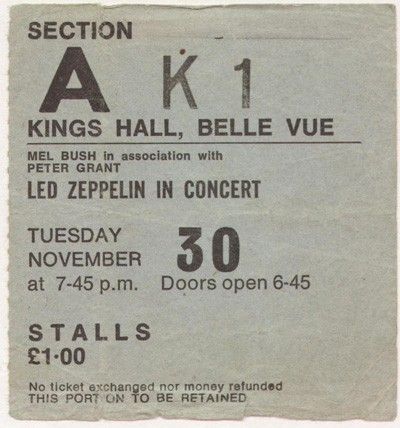 SECTION
A K 1
KINGS HALL, BELLE VUE
MEL BUSH in association with
PETER GRANT
LED ZEPPELIN IN CONCERT
TUESDAY
NOVEMBER 30
at 7-45 p.m. Doors open 6-45
STALLS
£1·00
No ticket exchanged nor money refunded
THIS PORTION TO BE RETAINED